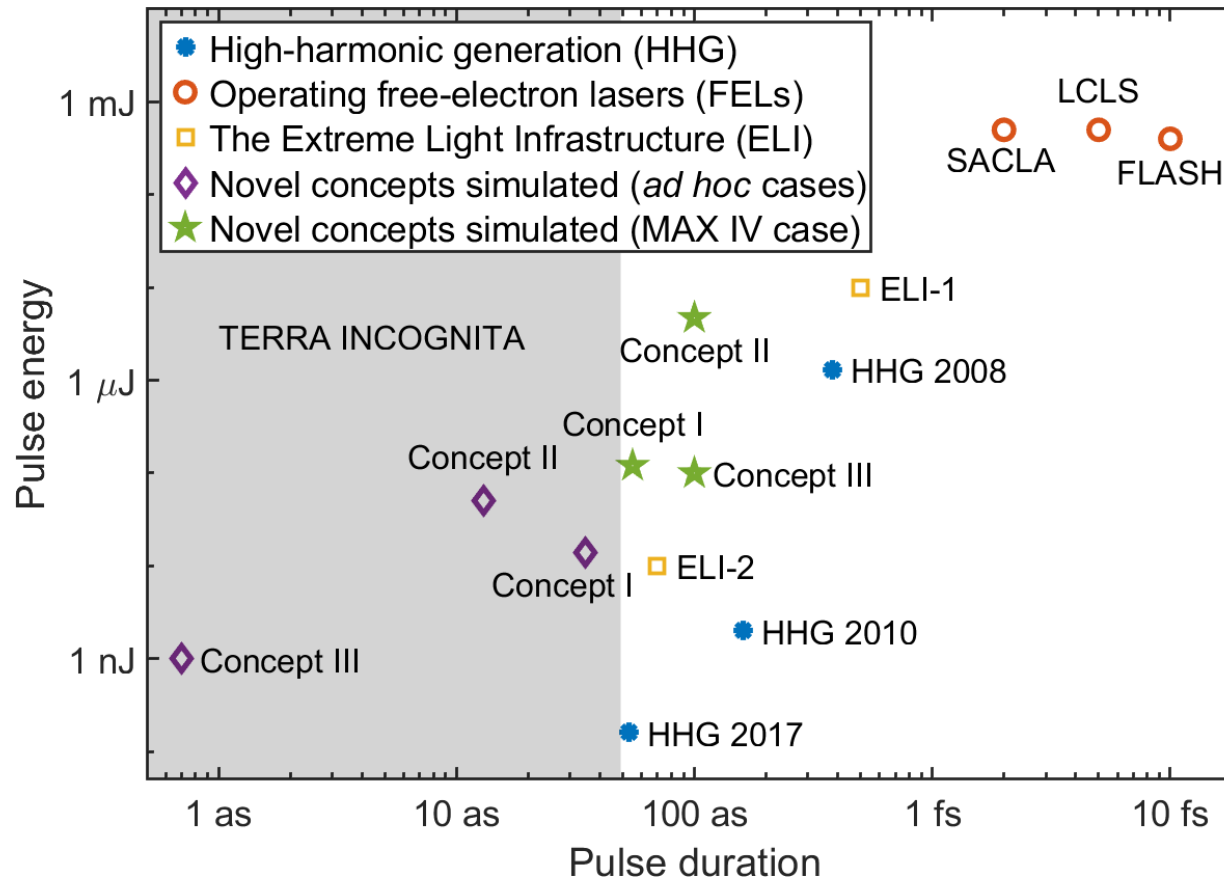 High-harmonic generation (HHG)
Operating free-electron lasers (FELs)
The Extreme Light Infrastructure (ELI)
Novel concepts simulated (ad hoc cases)
Novel concepts simulated (MAX IV case)
1 mJ
LCLS
SACLA
FLASH
ELI-1
TERRA INCOGNITA
Concept II
1 μJ
HHG 2008
Concept I
Concept II
Concept III
Concept I
ELI-2
HHG 2010
1 nJ
Concept III
HHG 2017
Pulse energy
1 as
10 as
100 as
1 fs
10 fs
Pulse duration